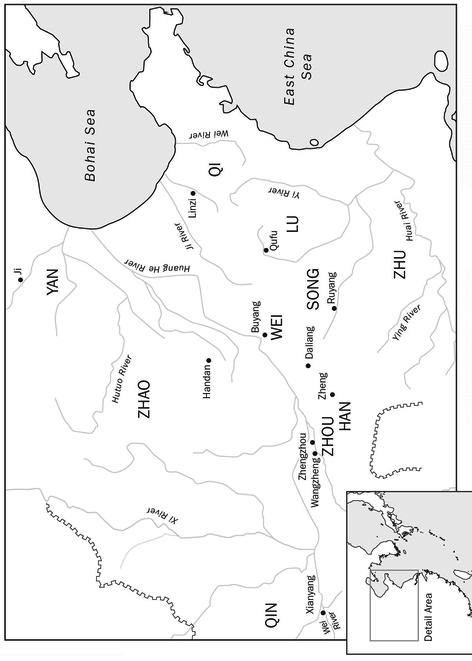 Ji
YAN
Bohai Sea
Hutuo River
ZHAO
Xi River
Huang He River
Ji River
Linzi
Handan
Wei River
QI
Buyang
Qufu
QIN
WEI
Yi River
LU
East China
Sea
Xianyang
Zhengzhou
Daliang
SONG
Wangzheng
Zheng
Wei
River
ZHOU
Ruyang
HAN
ZHU
Ying River
Huai River
Detail Area